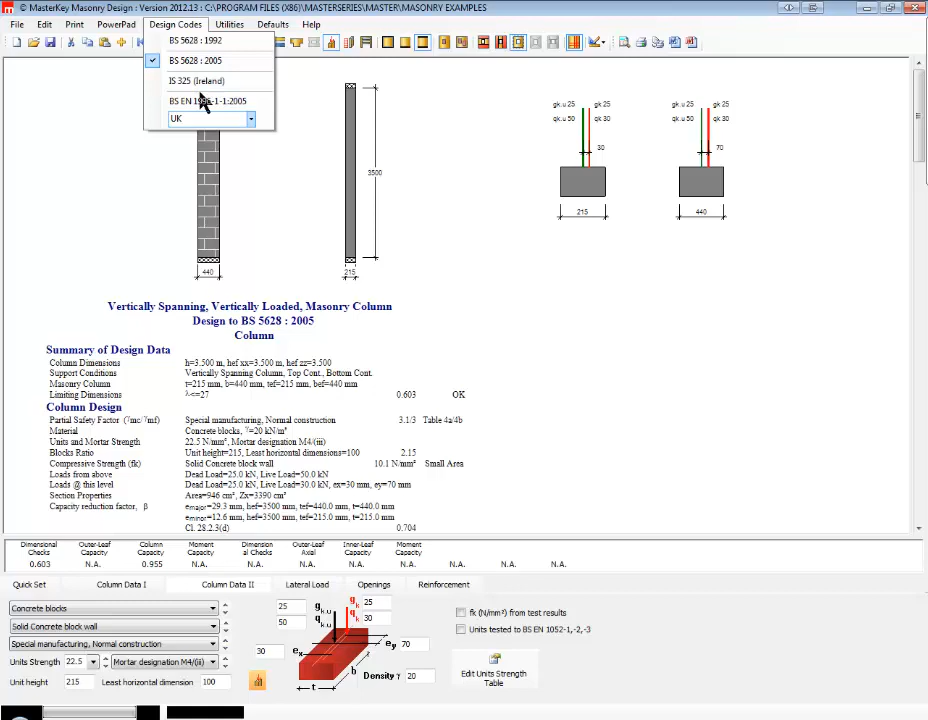 © MasterKey Masonry Design : Version 2012.13 : C:\PROGRAM FILES (X86)\MASTERSERIES\MASTER\MASONRY EXAMPLES
File Edit Print PowerPad Design Codes Utilities Defaults Help
BS 5628 : 1992
BS 5628 : 2005
IS 325 (Ireland)
BS EN 1996-1-1:2005
UK
3500
440
215
gk.u 25 gk 25
qk.u 50 qk 30
30
215
gk.u 25 gk 25
qk.u 50 qk 30
70
440
Vertically Spanning, Vertically Loaded, Masonry Column
Design to BS 5628 : 2005
Column
Summary of Design Data
Column Dimensions h=3.500 m, hef xx=3.500 m, hef zz=3.500
Support Conditions Vertically Spanning Column, Top Cont., Bottom Cont.
Masonry Column t=215 mm, b=440 mm, tef=215 mm, bef=440 mm
Limiting Dimensions λ<=27 0.603 OK
Column Design
Partial Safety Factor (γmc/γmf) Special manufacturing, Normal construction 3.1/3 Table 4a/4b
Material Concrete blocks, γ=20 kN/m³
Units and Mortar Strength 22.5 N/mm², Mortar designation M4/(iii)
Blocks Ratio Unit height=215, Least horizontal dimensions=100 2.15
Compressive Strength (fk) Solid Concrete block wall 10.1 N/mm² Small Area
Loads from above Dead Load=25.0 kN, Live Load=50.0 kN
Loads @ this level Dead Load=25.0 kN, Live Load=30.0 kN, ex=30 mm, ey=70 mm
Section Properties Area=946 cm², Zx=3390 cm³
Capacity reduction factor, β emajor=29.3 mm, hef=3500 mm, tef=440.0 mm, t=440.0 mm
eminor=12.6 mm, hef=3500 mm, tef=215.0 mm, t=215.0 mm
Cl. 28.2.3(d) 0.704
Dimensional Checks Outer-Leaf Capacity Column Capacity Moment Capacity Dimension al Checks Outer-Leaf Axial Inner-Leaf Capacity Moment Capacity
0.603 N.A. 0.955 N.A. N.A. N.A. N.A. N.A. N.A. N.A. N.A.
Quick Set Column Data I Column Data II Lateral Load Openings Reinforcement
Concrete blocks
Solid Concrete block wall
Special manufacturing, Normal construction
Units Strength 22.5 Mortar designation M4/(iii)
Unit height 215 Least horizontal dimension 100
25 gk.u gk 25
50 qk.u qk 30
30 ex ey 70
t b Density γ 20
fk (N/mm²) from test results
Units tested to BS EN 1052-1,-2,-3
Edit Units Strength Table